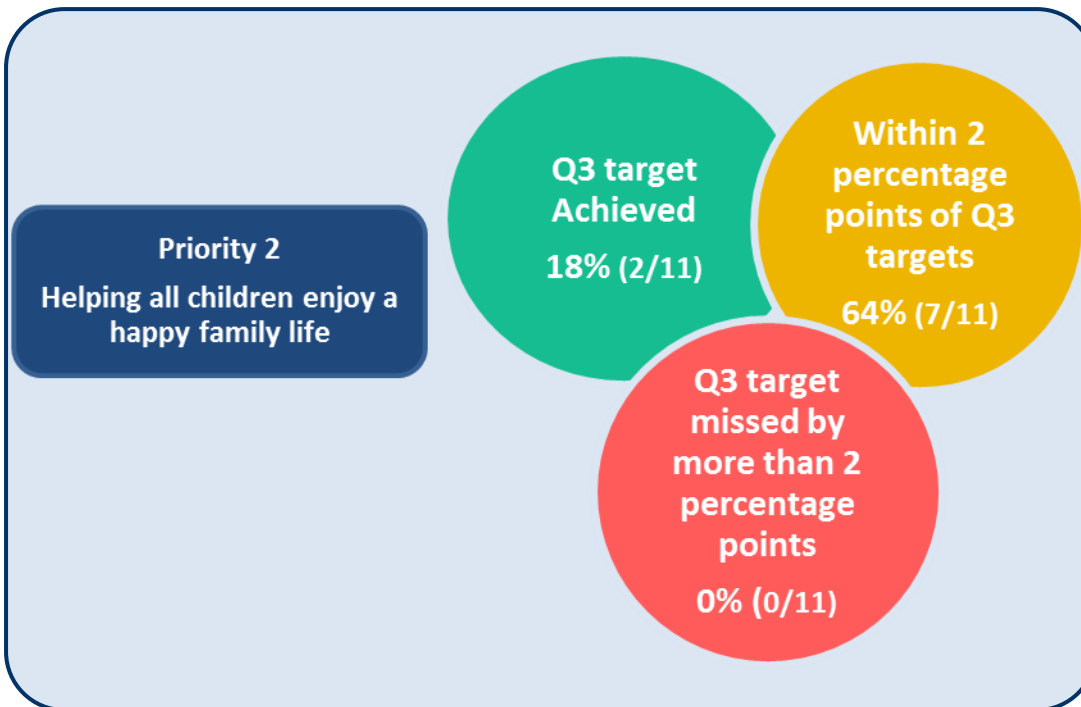 Priority 2
Helping all children enjoy a
happy family life
Q3 target
Achieved
18% (2/11)
Within 2
percentage
points of Q3
targets
64% (7/11)
Q3 target
missed by
more than 2
percentage
points
0% (0/11)